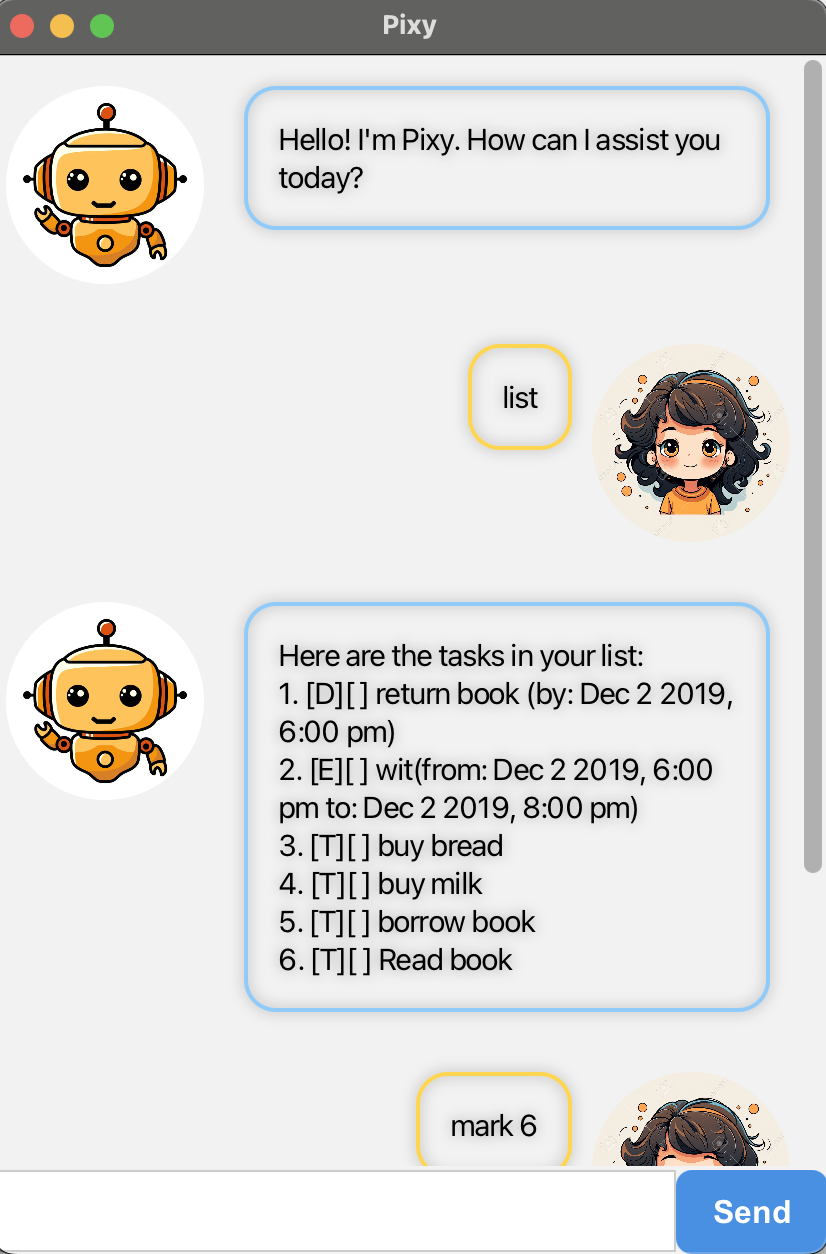 Pixy
Hello! I'm Pixy. How can I assist you
today?
list
Here are the tasks in your list:
1. [D][ ] return book (by: Dec 2 2019,
6:00 pm)
2. [E][ ] wit(from: Dec 2 2019, 6:00
pm to: Dec 2 2019, 8:00 pm)
3. [T][ ] buy bread
4. [T][ ] buy milk
5. [T][ ] borrow book
6. [T][ ] Read book
mark 6
Send